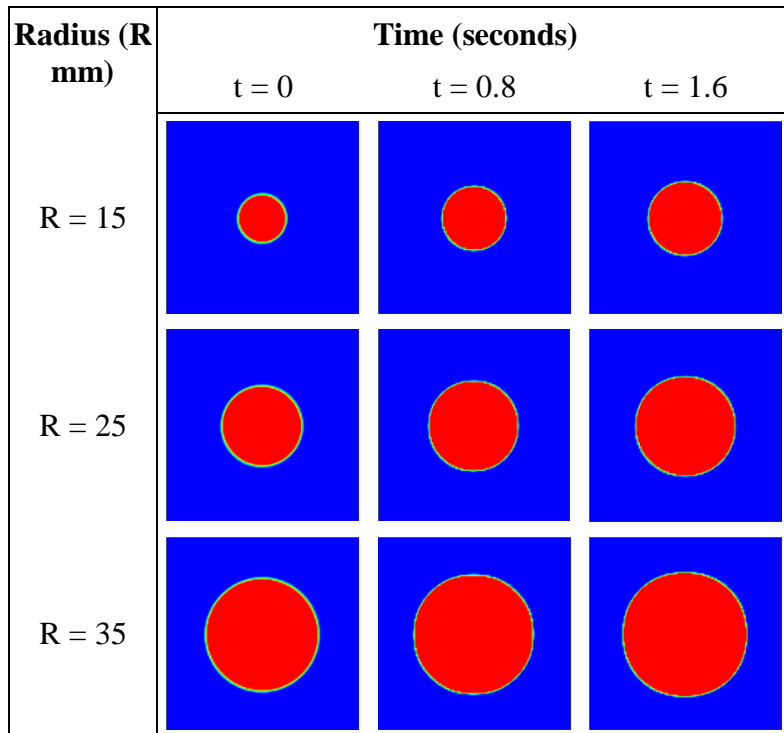 Radius (R
mm)
Time (seconds)
t = 0
t = 0.8
t = 1.6
R = 15
R = 25
R = 35